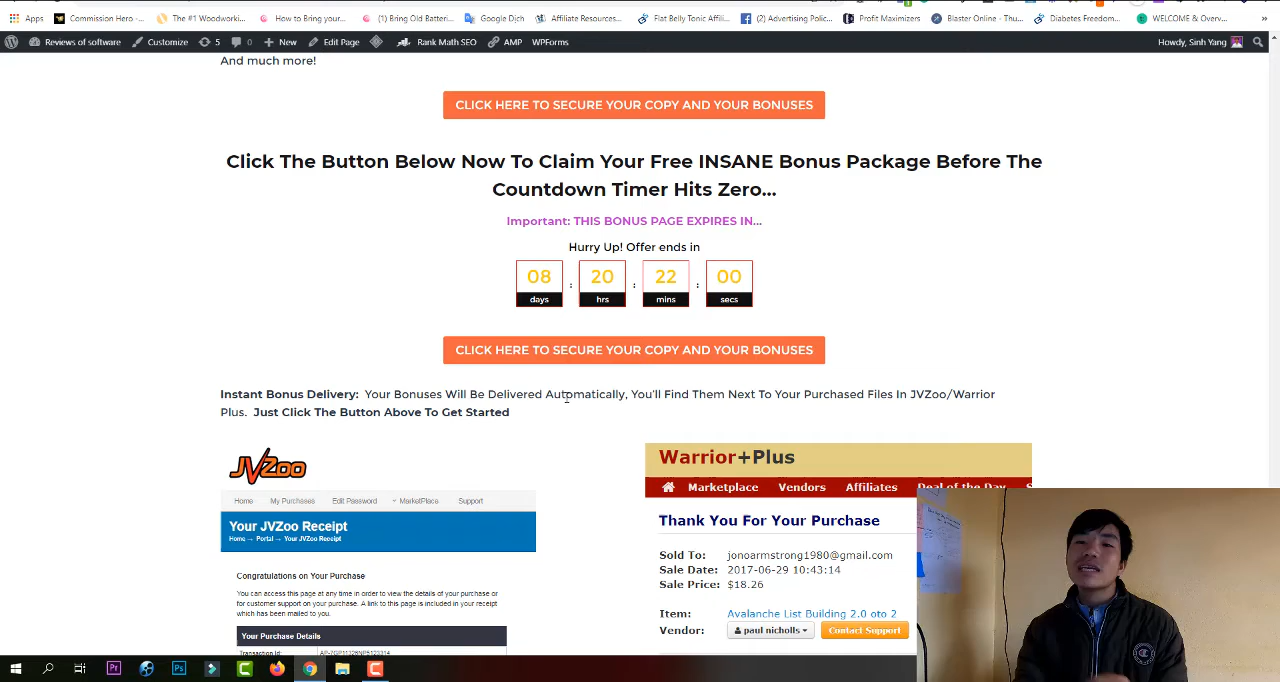 Apps
Commission Hero -...
The #1 Woodworki...
How to Bring your...
(1) Bring Old Batteri...
Google Dịch
Affiliate Resources...
Flat Belly Tonic Affili...
(2) Advertising Polic...
Profit Maximizers
Blaster Online - Thu...
Diabetes Freedom...
WELCOME & Overv...
»
Reviews of software
Customize
5
0
New
Edit Page
Rank Math SEO
AMP
WPForms
Howdy, Sinh Yang
And much more!
CLICK HERE TO SECURE YOUR COPY AND YOUR BONUSES
Click The Button Below Now To Claim Your Free INSANE Bonus Package Before The
Countdown Timer Hits Zero...
Important: THIS BONUS PAGE EXPIRES IN...
Hurry Up! Offer ends in
08 : 20 : 22 : 00
days hrs mins secs
CLICK HERE TO SECURE YOUR COPY AND YOUR BONUSES
Instant Bonus Delivery: Your Bonuses Will Be Delivered Automatically, You'll Find Them Next To Your Purchased Files In JVZoo/Warrior
Plus. Just Click The Button Above To Get Started
JVZoo
Home My Purchases Edit Password MarketPlace Support
Your JVZoo Receipt
Home → Portal → Your JVZoo Receipt
Congratulations on Your Purchase
You can access this page at any time in order to view the details of your purchase or
for customer support on your purchase. A link to this page is included in your receipt
which has been mailed to you.
Your Purchase Details
Transaction id:
Warrior+Plus
Marketplace Vendors Affiliates Deal of the Day
Thank You For Your Purchase
Sold To: jonoarmstrong1980@gmail.com
Sale Date: 2017-06-29 10:43:14
Sale Price: $18.26
Item: Avalanche List Building 2.0 oto 2
Vendor: paul nicholls Contact Support
Pr
Ps